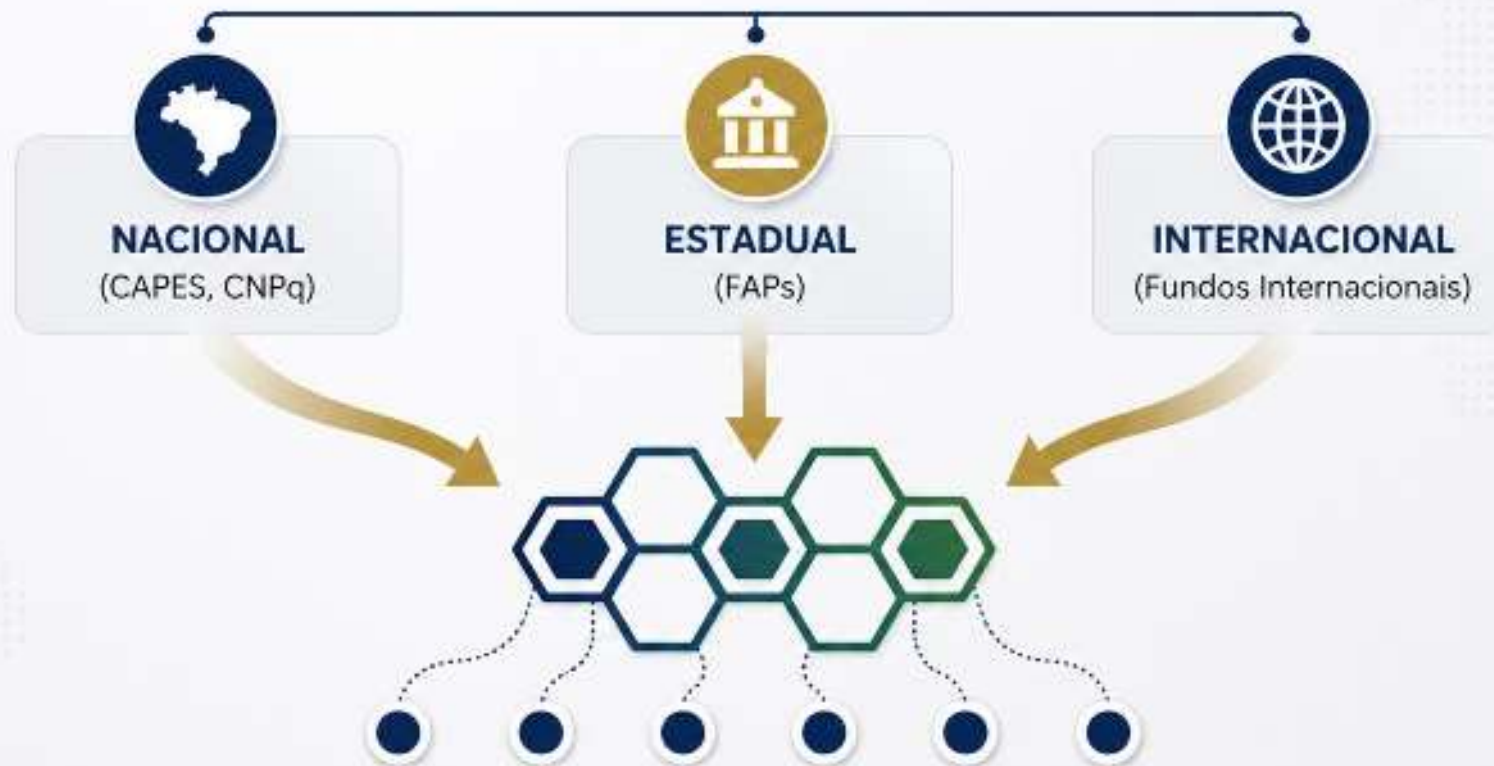 NACIONAL
(CAPES, CNPq)
ESTADUAL
(FAPs)
INTERNACIONAL
(Fundos Internacionais)